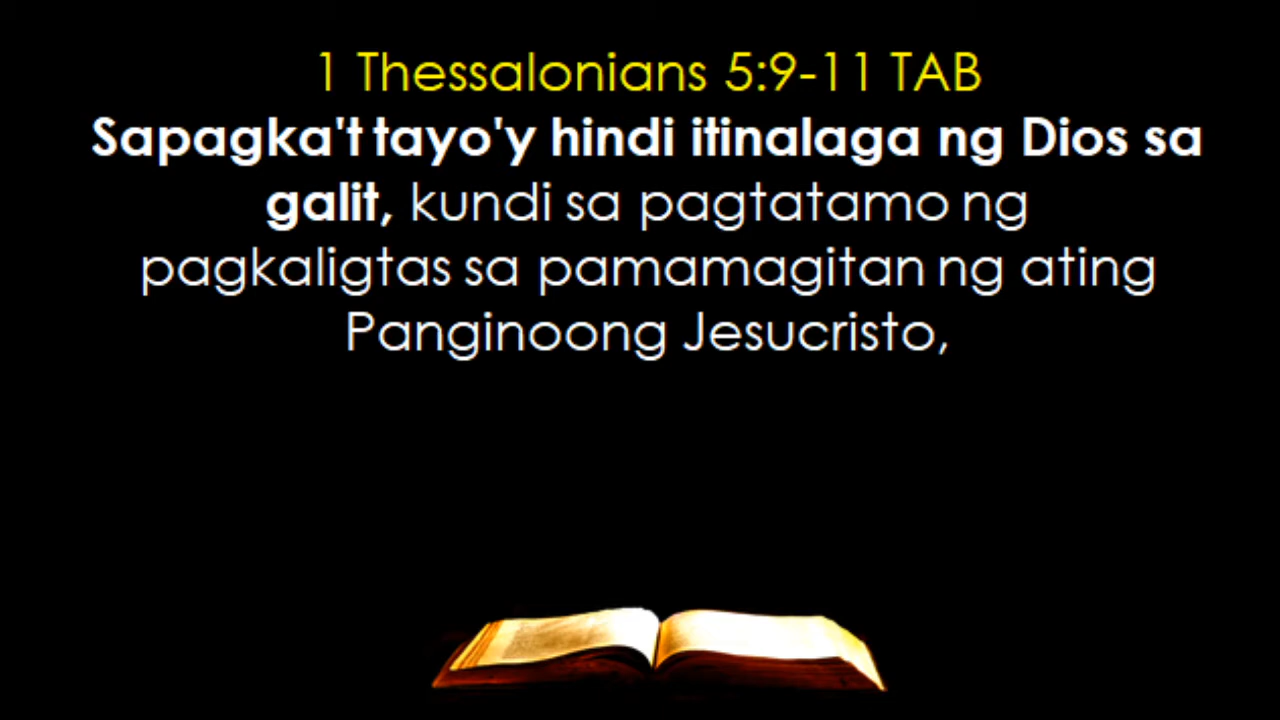 1 Thessalonians 5:9-11 TAB
Sapagka't tayo'y hindi itinalaga ng Dios sa
galit, kundi sa pagtatamo ng
pagkaligtas sa pamamagitan ng ating
Panginoong Jesucristo,